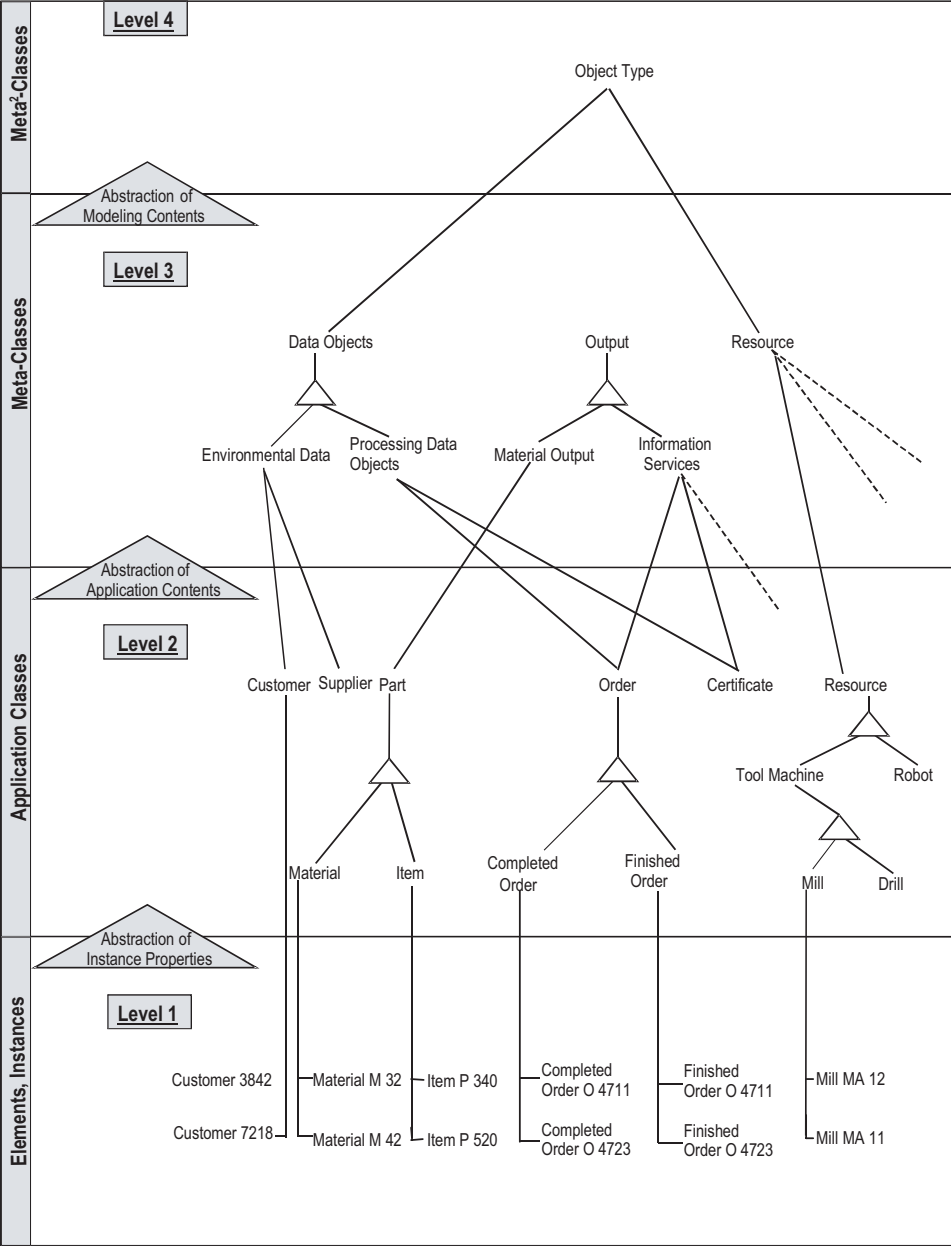 Meta²-Classes
Level 4
Object Type
Abstraction of
Modeling Contents
Meta-Classes
Level 3
Data Objects
Output
Resource
Environmental Data
Processing Data
Objects
Material Output
Information
Services
Abstraction of
Application Contents
Application Classes
Level 2
Customer
Supplier
Part
Order
Certificate
Resource
Tool Machine
Robot
Material
Item
Completed
Order
Finished
Order
Mill
Drill
Abstraction of
Instance Properties
Elements, Instances
Level 1
Customer 3842
Material M 32
Item P 340
Completed
Order O 4711
Finished
Order O 4711
Mill MA 12
Customer 7218
Material M 42
Item P 520
Completed
Order O 4723
Finished
Order O 4723
Mill MA 11